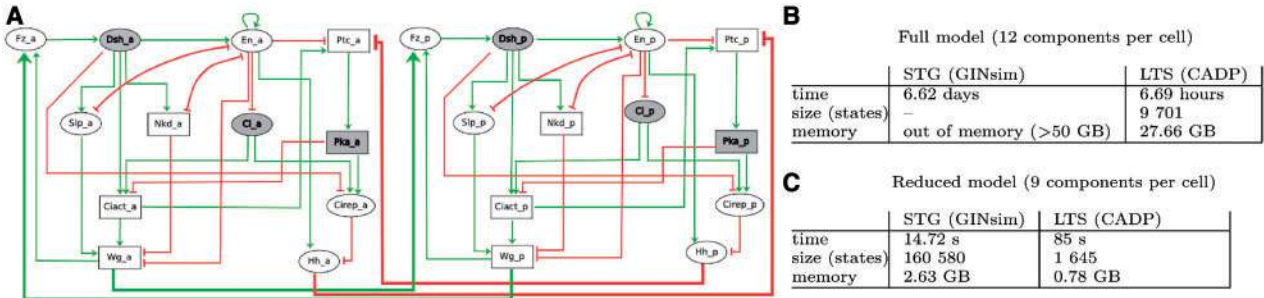 A
Fz_a Dsh_a En_a Ptc_a
Slp_a Nkd_a CI_a Pka_a
Ciact_a Cirep_a
Wg_a Hh_a
Fz_p Dsh_p En_p Ptc_p
Slp_p Nkd_p CI_p Pka_p
Ciact_p Cirep_p
Wg_p Hh_p
B
Full model (12 components per cell)
STG (GINsim) LTS (CADP)
time 6.62 days 6.69 hours
size (states) – 9 701
memory out of memory (>50 GB) 27.66 GB
C
Reduced model (9 components per cell)
STG (GINsim) LTS (CADP)
time 14.72 s 85 s
size (states) 160 580 1 645
memory 2.63 GB 0.78 GB